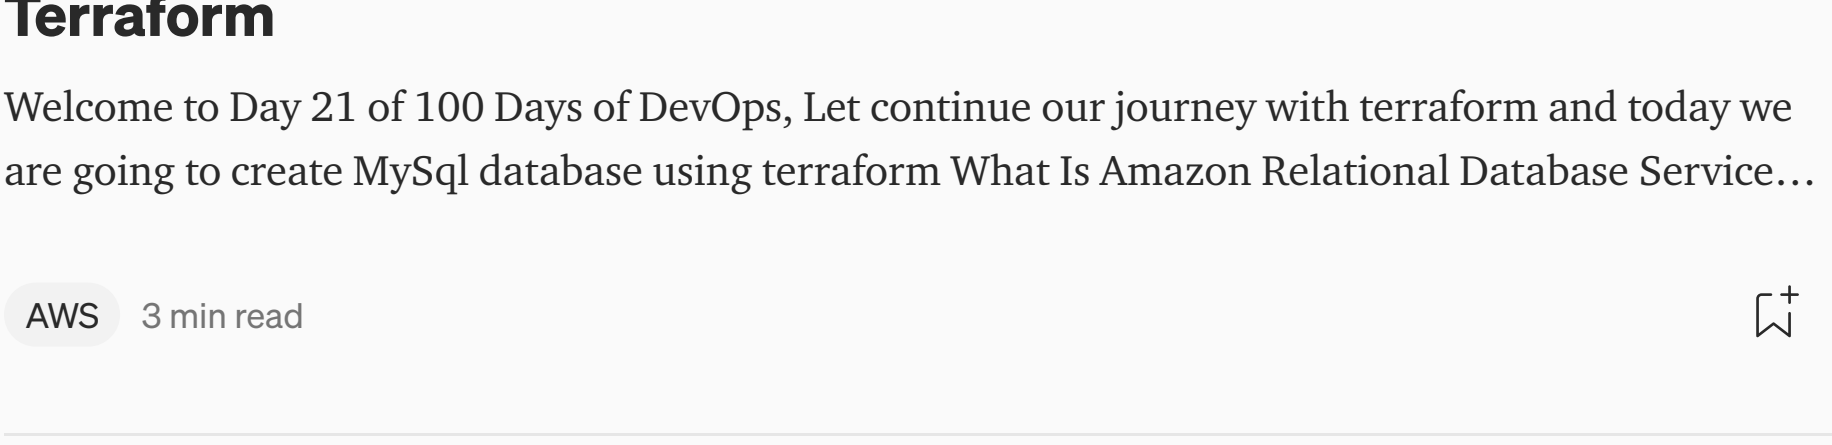 Terraform
Welcome to Day 21 of 100 Days of DevOps, Let continue our journey with terraform and today we
are going to create MySql database using terraform What Is Amazon Relational Database Service…
AWS 3 min read